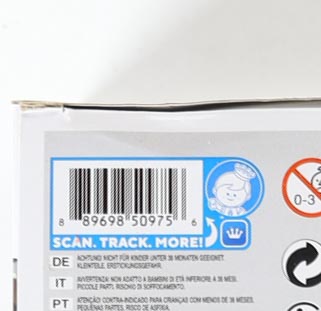 8 89698 50975 6
SCAN. TRACK. MORE!
0-3
DE ACHTUNG! NICHT FÜR KINDER UNTER 36 MONATEN GEEIGNET.
KLEINTEILE. ERSTICKUNGSGEFAHR.
IT AVVERTENZA! NON ADATTO A BAMBINI DI ETÀ INFERIORE A 36 MESI.
PICCOLE PARTI. RISCHIO DI SOFFOCAMENTO.
PT ATENÇÃO! CONTRA-INDICADO PARA CRIANÇAS COM MENOS DE 36 MESES.
PEQUENAS PARTES. RISCO DE ASFIXIA.